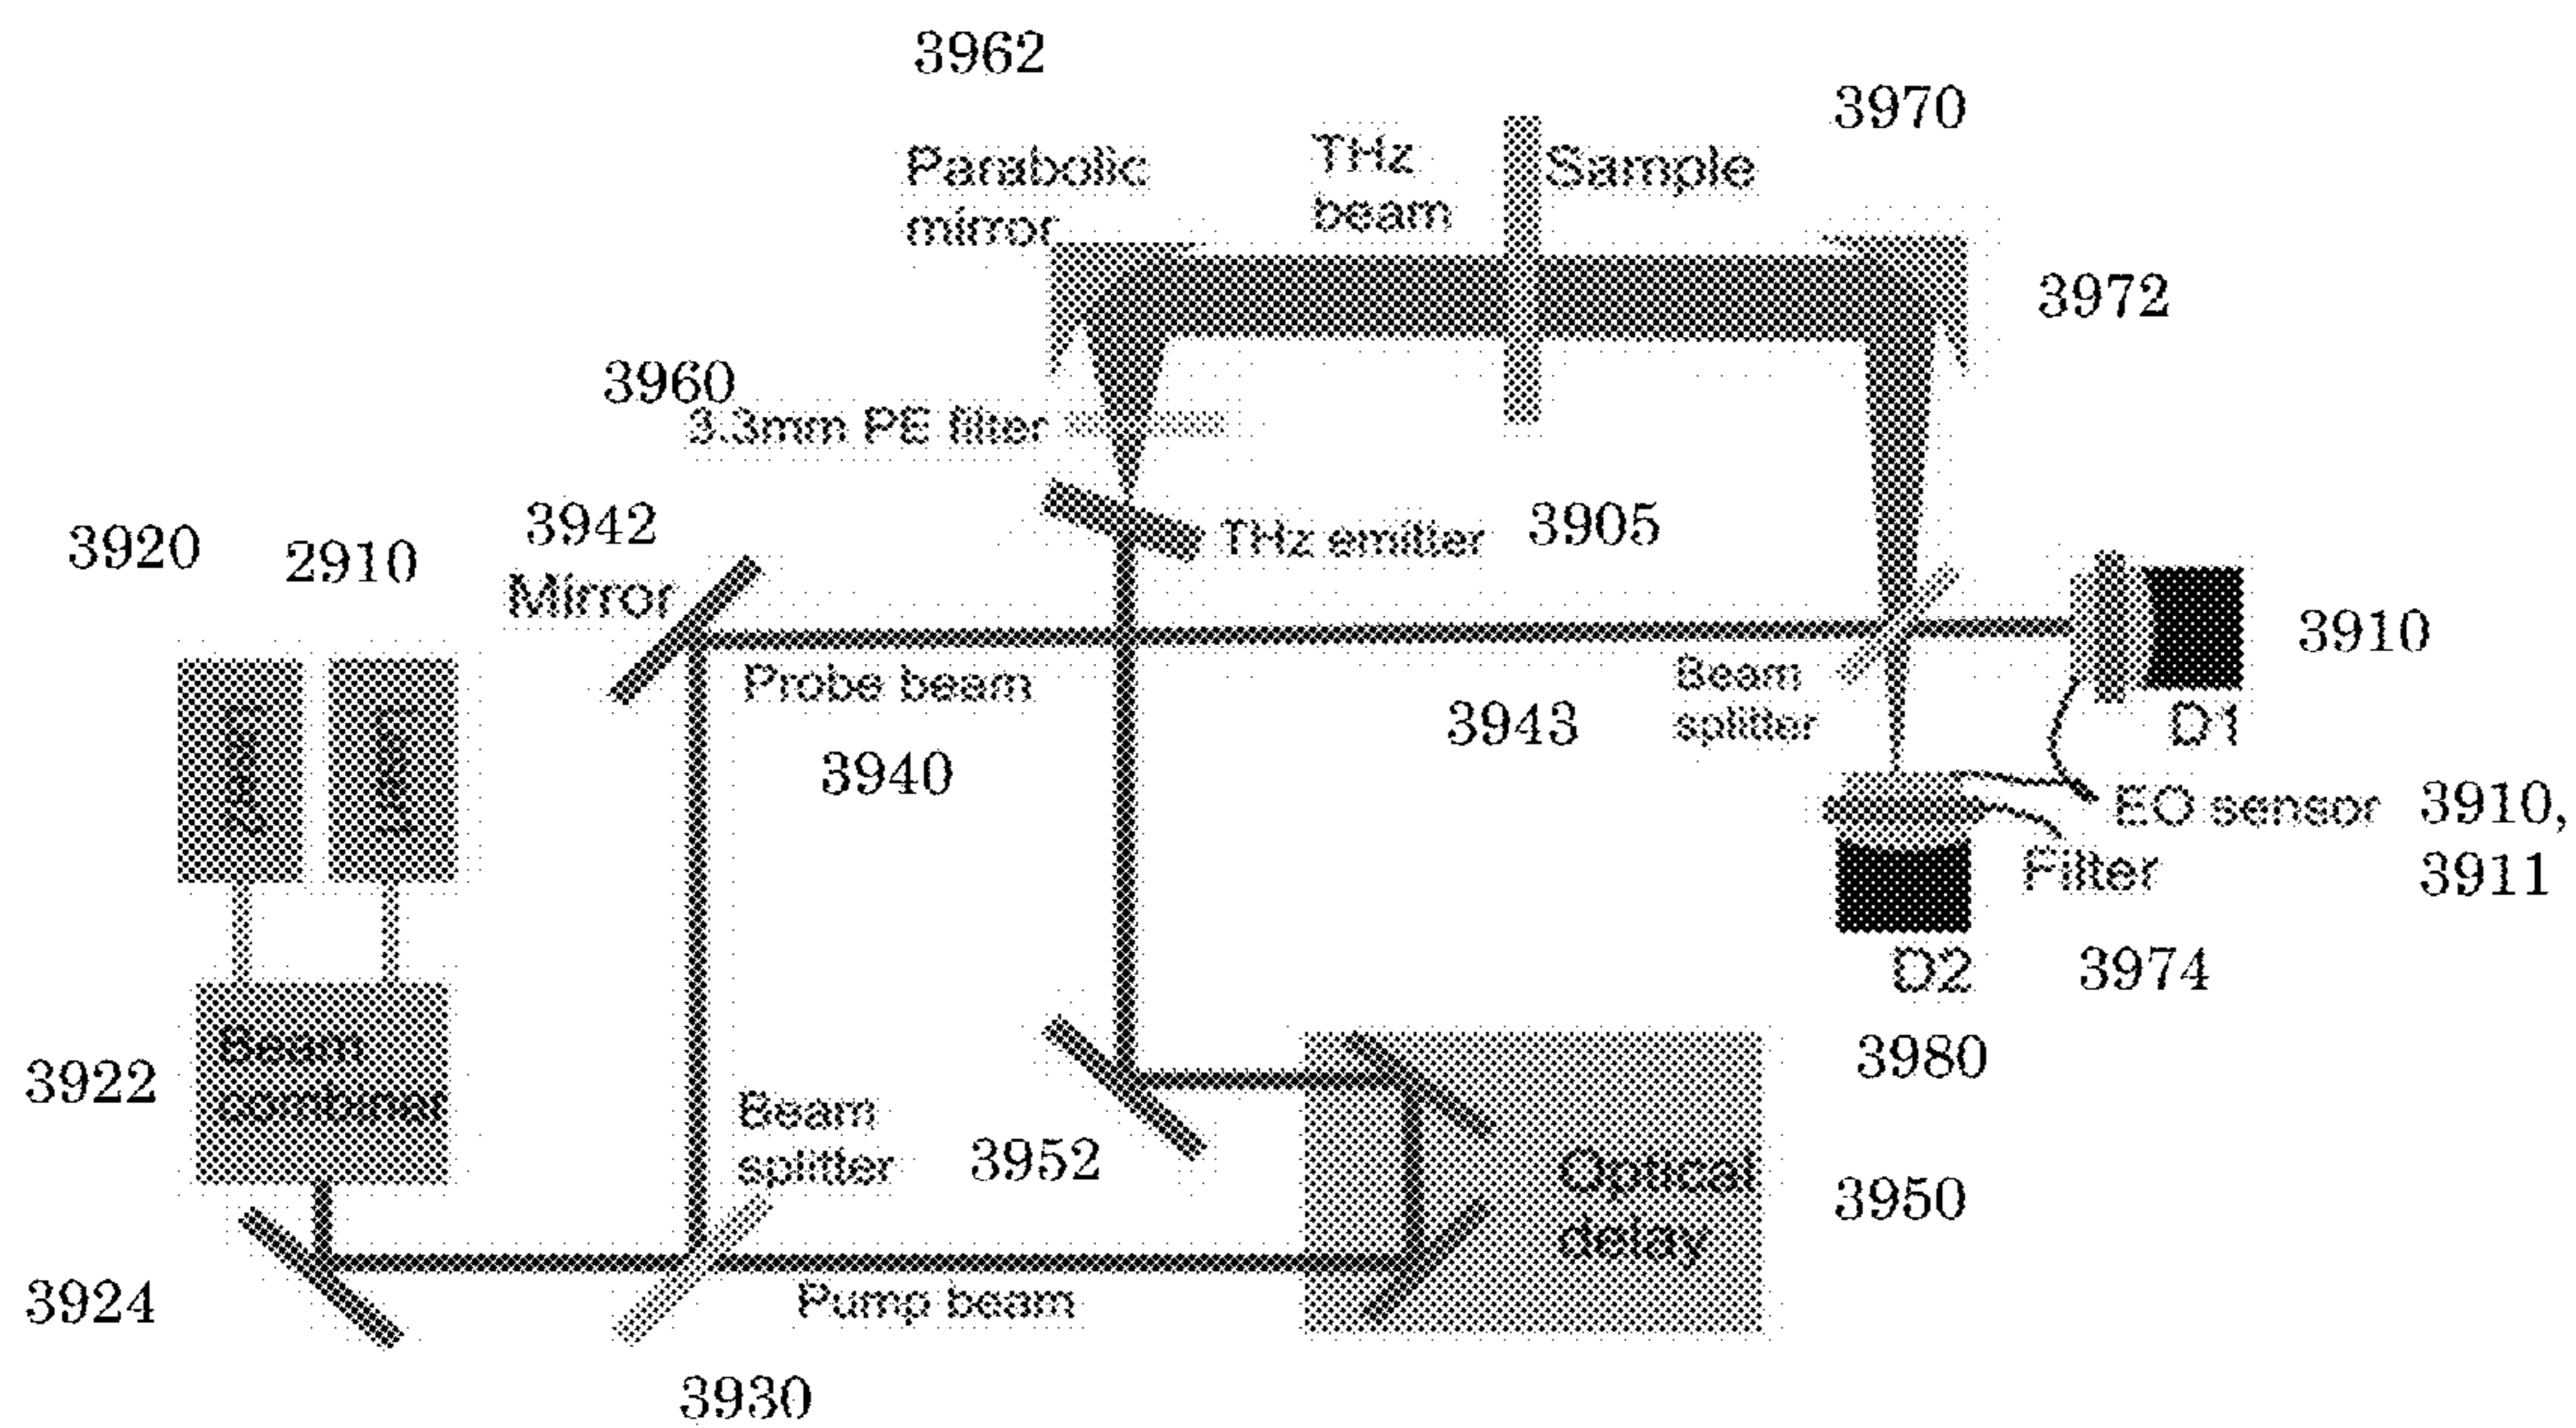 3962
3970
Parabolic
mirror
THz
beam
Sample
3972
3960
3.3mm PE filter
3942
Mirror
THz emitter
3905
3920
2910
3910
Probe beam
3940
3943
Beam
splitter
D1
EO sensor
3910,
3911
Filter
D2
3974
3980
Beam
combiner
3922
Beam
splitter
3952
Optical
delay
3950
3924
Pump beam
3930